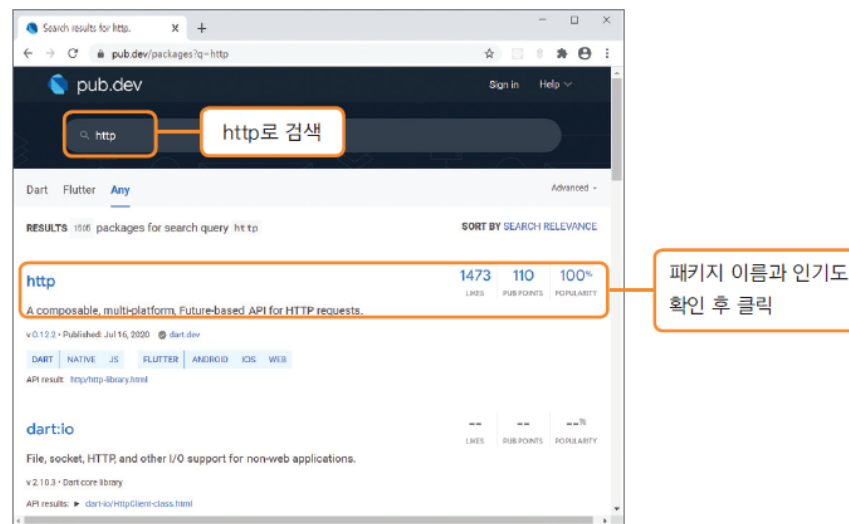 Search results for http.
pub.dev/packages?q=http
pub.dev
Sign in Help
http
http로 검색
Dart Flutter Any
Advanced
RESULTS packages for search query http
SORT BY SEARCH RELEVANCE
http
1473 110 100%
LIKES PUB POINTS POPULARITY
패키지 이름과 인기도
확인 후 클릭
A composable, multi-platform, Future-based API for HTTP requests.
v 0.12.2 • Published: Jul 16, 2020 dart.dev
DART NATIVE JS FLUTTER ANDROID IOS WEB
API result: http/http-library.html
dart:io
-- -- --%
LIKES PUB POINTS POPULARITY
File, socket, HTTP, and other I/O support for non-web applications.
v 2.10.3 • Dart core library
API results: ► dart-io/HttpClient-class.html